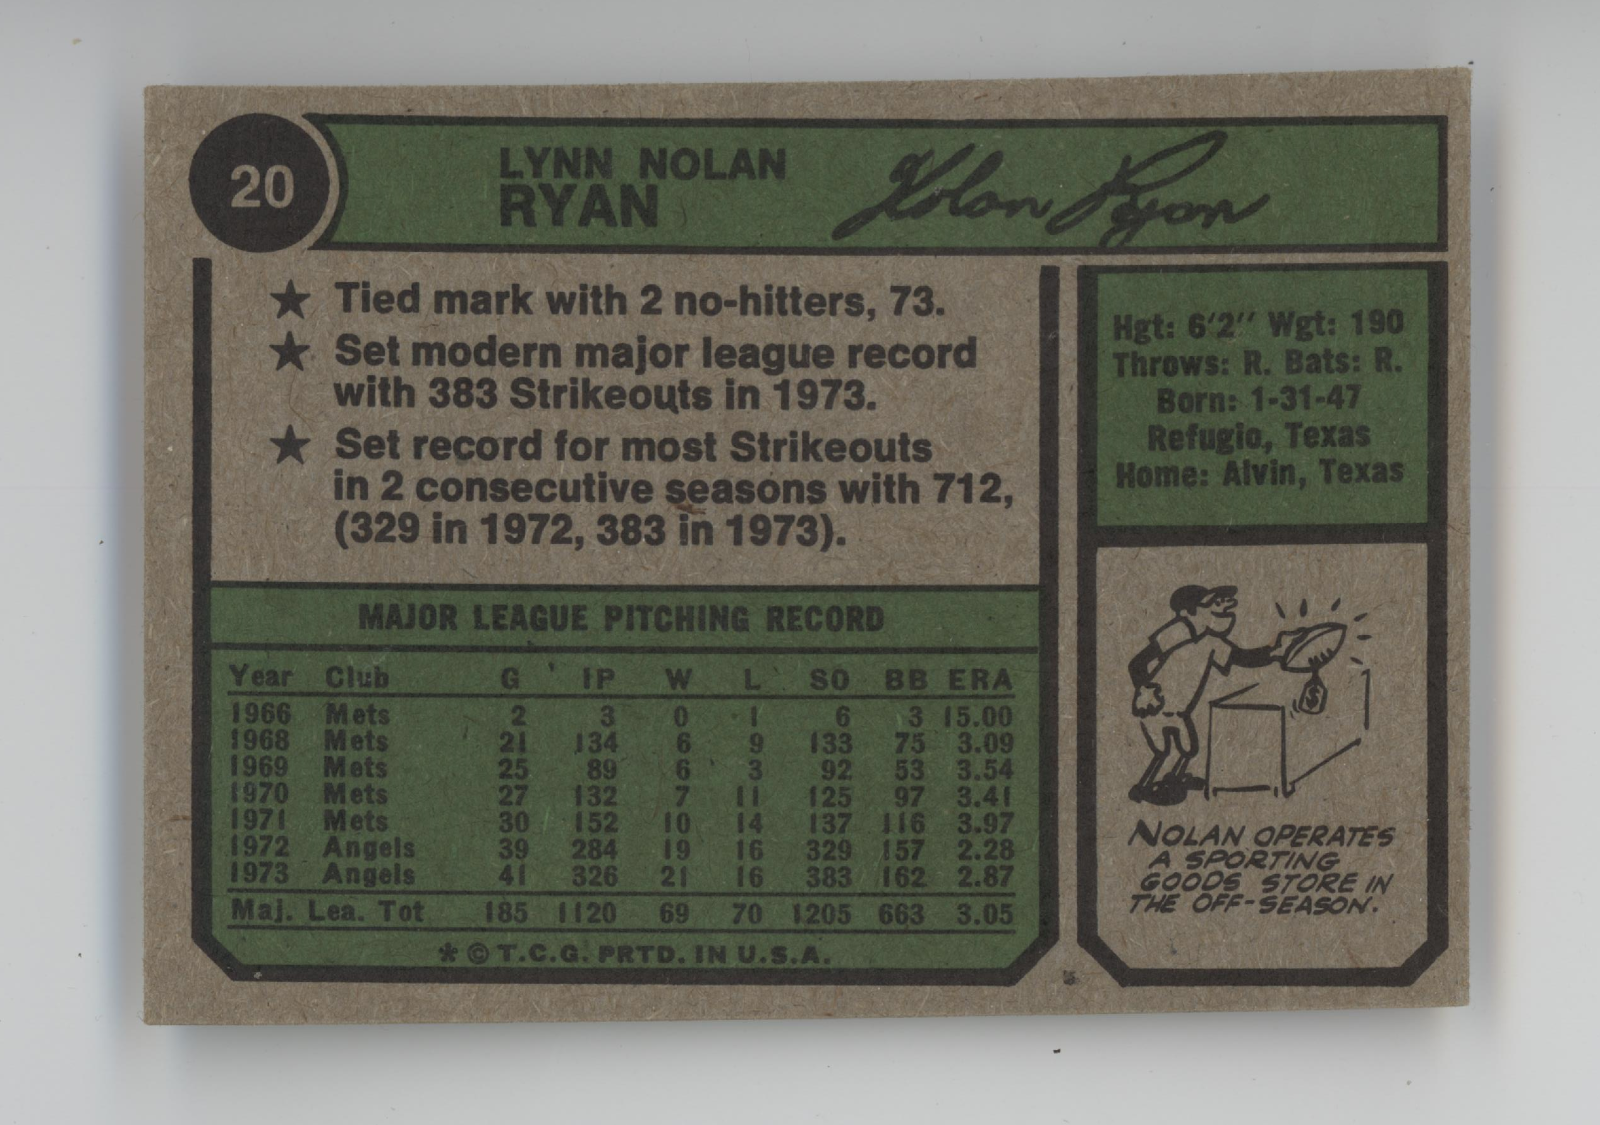 20
LYNN NOLAN
RYAN
Nolan Ryan
★ Tied mark with 2 no-hitters, 73.
★ Set modern major league record
with 383 Strikeouts in 1973.
★ Set record for most Strikeouts
in 2 consecutive seasons with 712,
(329 in 1972, 383 in 1973).
Hgt: 6'2" Wgt: 190
Throws: R. Bats: R.
Born: 1-31-47
Refugio, Texas
Home: Alvin, Texas
MAJOR LEAGUE PITCHING RECORD
Year Club G IP W L SO BB ERA
1966 Mets 2 3 0 1 6 3 15.00
1968 Mets 21 134 6 9 133 75 3.09
1969 Mets 25 89 6 3 92 53 3.54
1970 Mets 27 132 7 11 125 97 3.41
1971 Mets 30 152 10 14 137 116 3.97
1972 Angels 39 284 19 16 329 157 2.28
1973 Angels 41 326 21 16 383 162 2.87
Maj. Lea. Tot 185 1120 69 70 1205 663 3.05
* © T.C.G. PRTD. IN U.S.A.
$
NOLAN OPERATES
A SPORTING
GOODS STORE IN
THE OFF-SEASON.